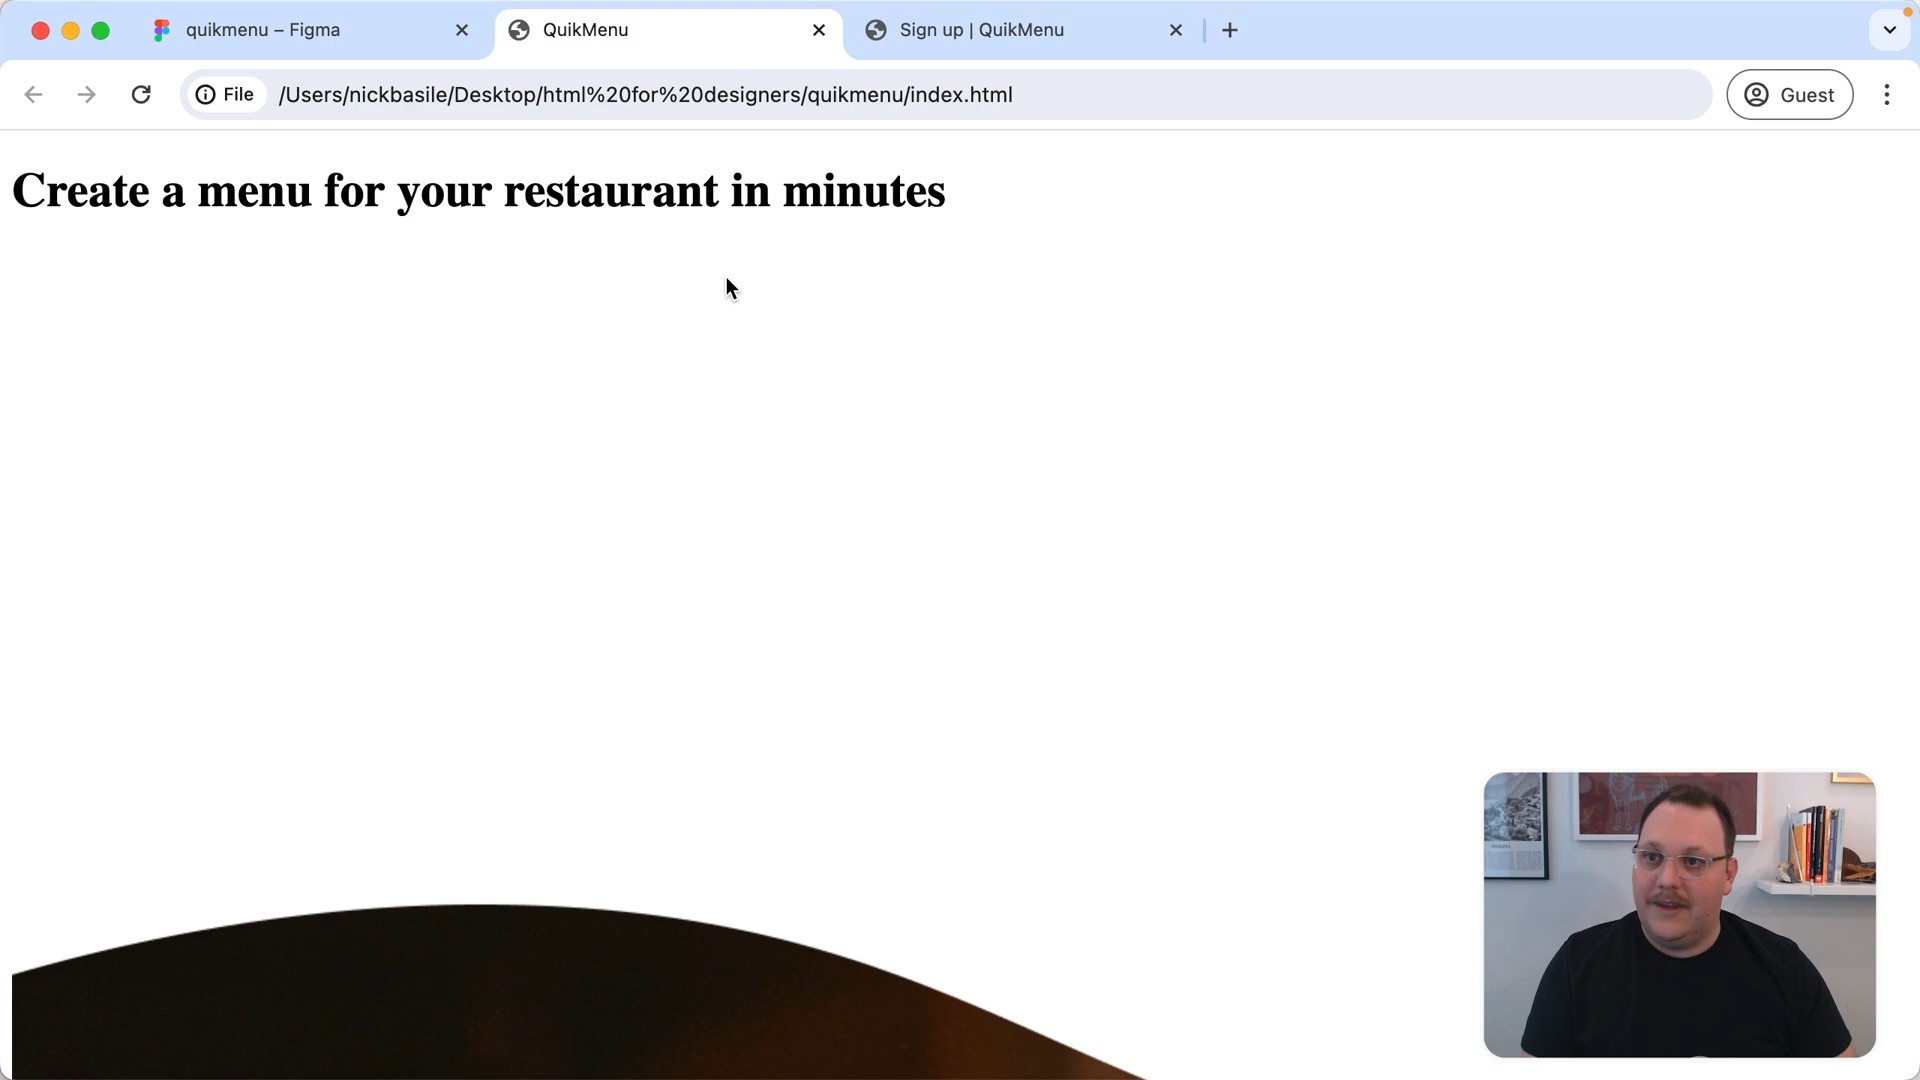 quikmenu – Figma
QuikMenu
Sign up | QuikMenu
File
/Users/nickbasile/Desktop/html%20for%20designers/quikmenu/index.html
Guest
Create a menu for your restaurant in minutes